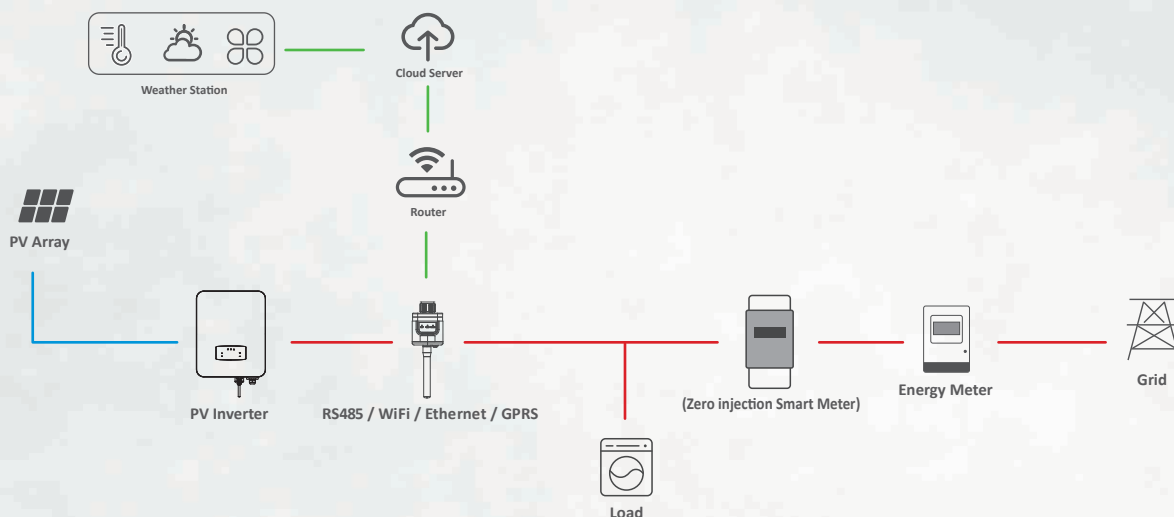 Weather Station
Cloud Server
Router
PV Array
PV Inverter
RS485 / WiFi / Ethernet / GPRS
(Zero injection Smart Meter)
Energy Meter
Grid
Load